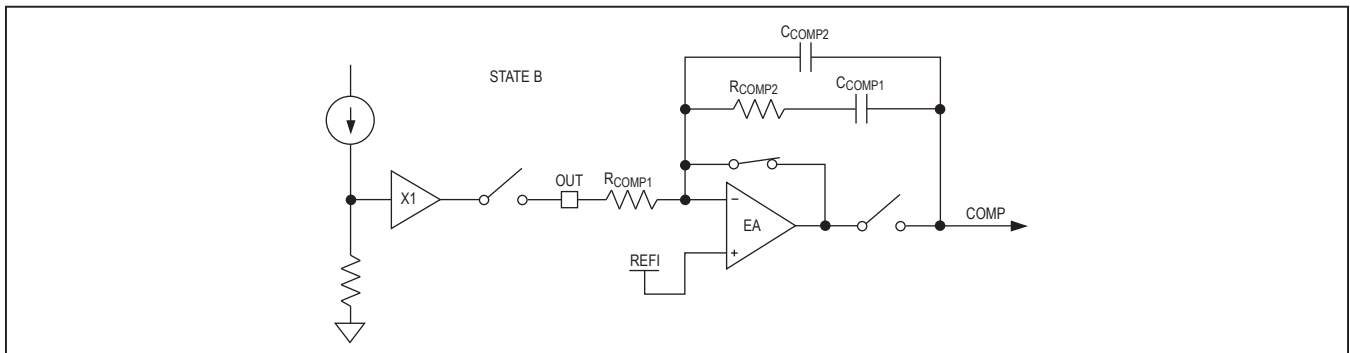 CCOMP2
STATE B
CCOMP1
RCOMP2
OUT
RCOMP1
X1
−
EA
COMP
+
REFI